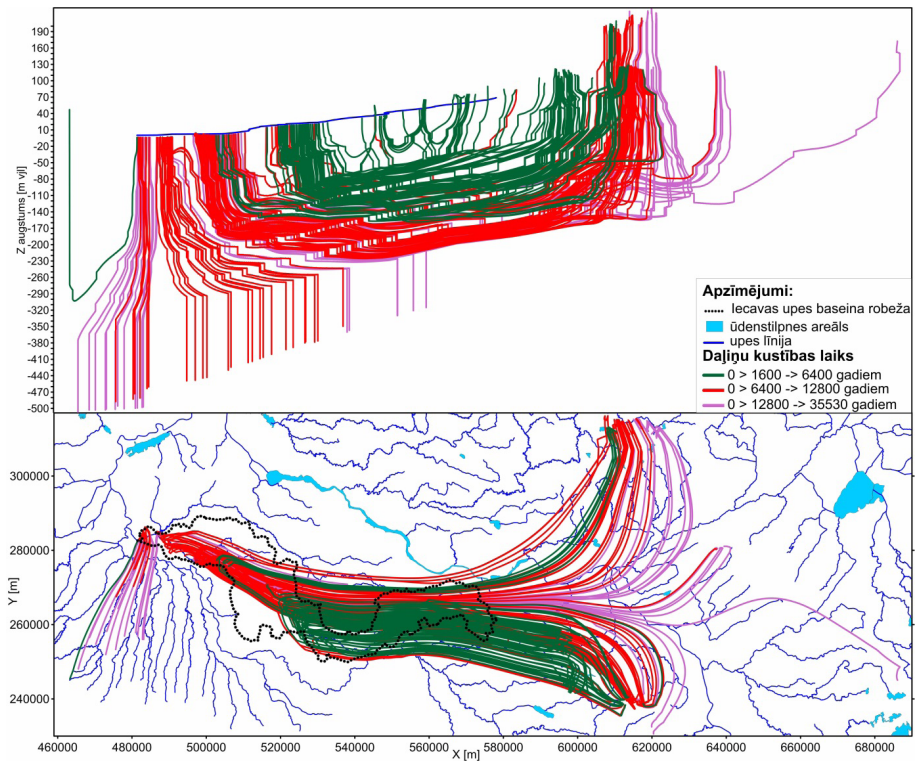 190
160
130
100
70
40
10
-20
-50
-80
-110
-140
-170
-200
-230
-260
-290
-320
-350
-380
-410
-440
-470
-500
Z augstums [m vjl]
Apzīmējumi:
Iecavas upes baseina robeža
ūdenstilpnes areāls
upes līnija
Daļiņu kustības laiks
0 > 1600 -> 6400 gadiem
0 > 6400 -> 12800 gadiem
0 > 12800 -> 35530 gadiem
300000
280000
260000
240000
Y [m]
460000 480000 500000 520000 540000 560000 580000 600000 620000 640000 660000 680000
X [m]